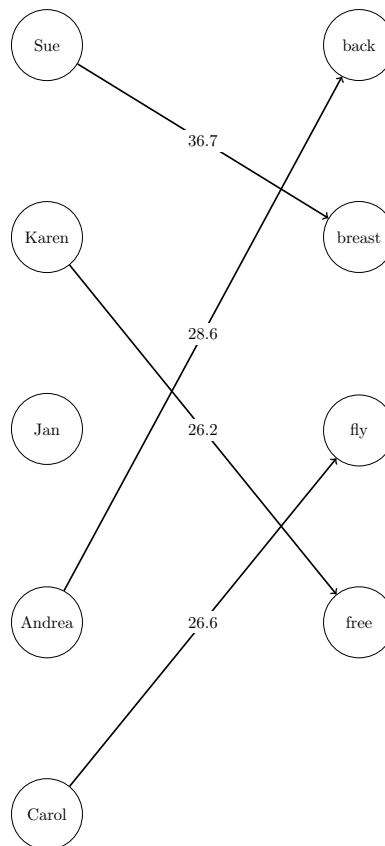 Sue
back
36.7
Karen
breast
28.6
Jan
26.2
fly
Andrea
26.6
free
Carol